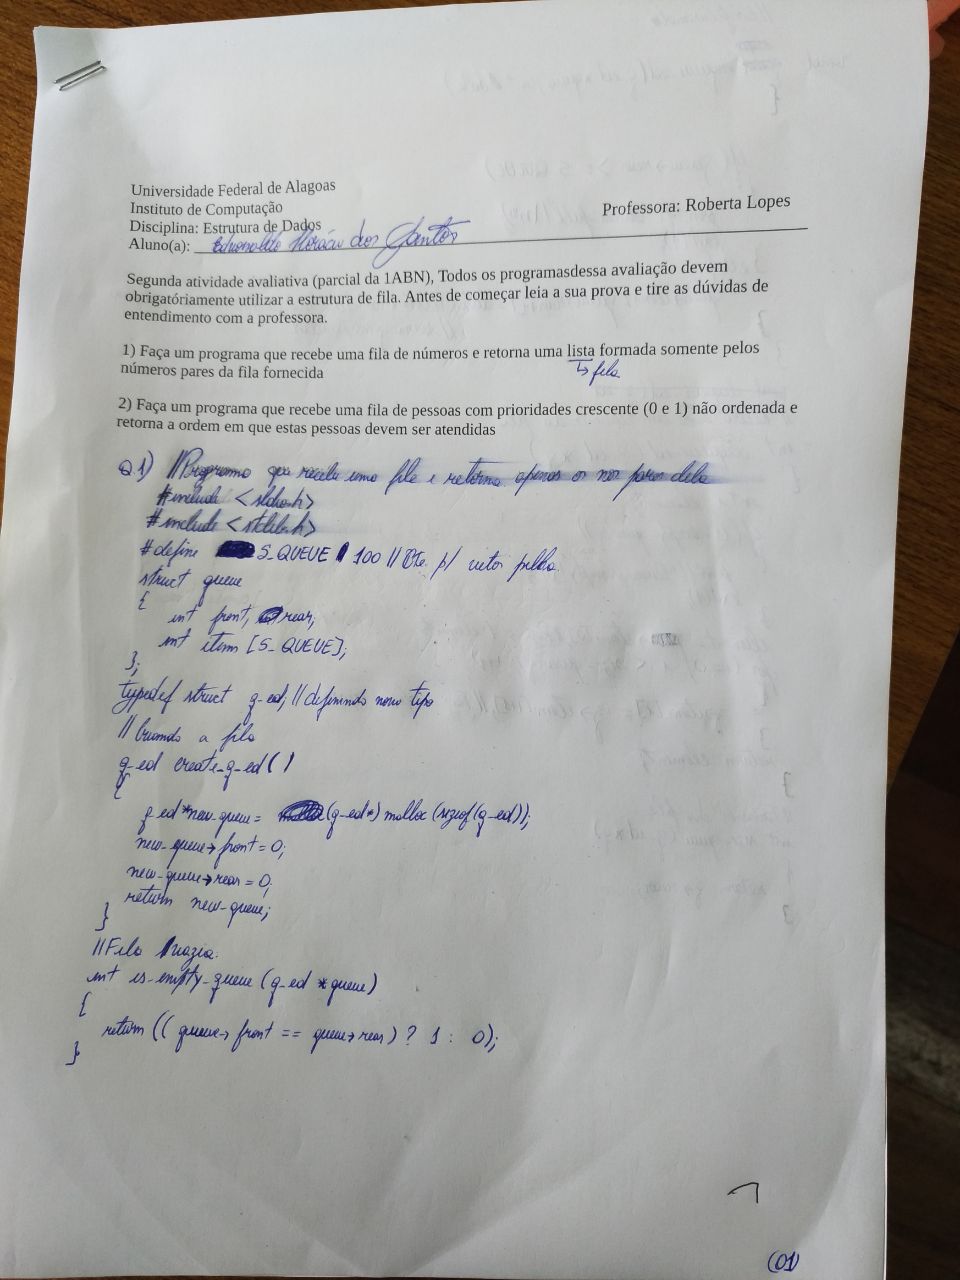 Universidade Federal de Alagoas
Instituto de Computação
Professora: Roberta Lopes
Disciplina: Estrutura de Dados
Aluno(a): dos Santos
Segunda atividade avaliativa (parcial da 1ABN), Todos os programasdessa avaliação devem
obrigatóriamente utilizar a estrutura de fila. Antes de começar leia a sua prova e tire as dúvidas de
entendimento com a professora.
1) Faça um programa que recebe uma fila de números e retorna uma lista formada somente pelos
↳ fila
números pares da fila fornecida
2) Faça um programa que recebe uma fila de pessoas com prioridades crescente (0 e 1) não ordenada e
retorna a ordem em que estas pessoas devem ser atendidas
Q1) //Programa que recebe uma fila e retorna apenas os pares dela
#include <stdio.h>
#include <stdlib.h>
#define S_QUEUE 100 // p/ vetor
struct queue
{
int front, rear;
int item [S_QUEUE];
};
typedef struct q_ed; //definindo novo tipo
//Criando a fila
q_ed create_q_ed()
{
q_ed *new_queue = (q_ed*) malloc (sizeof(q_ed));
new_queue→front = 0;
new_queue→rear = 0;
return new_queue;
}
//Fila vazia.
int is_empty_queue (q_ed *queue)
{
return ((queue→front == queue→rear) ? 1 : 0);
}
(01)